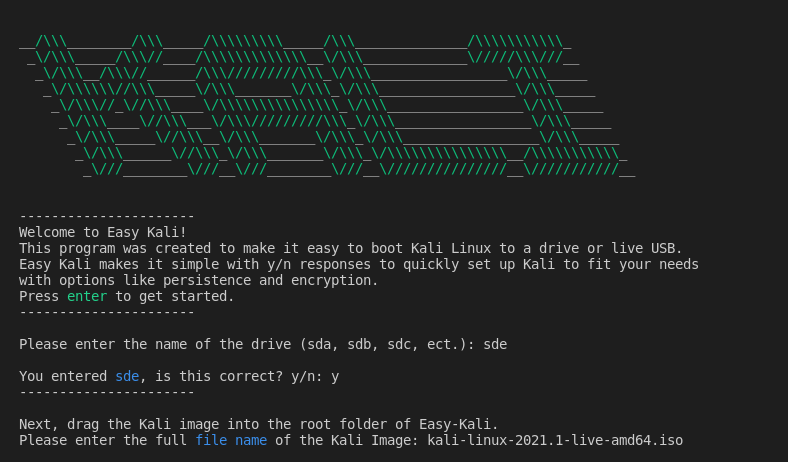 KALI
----------------------
Welcome to Easy Kali!
This program was created to make it easy to boot Kali Linux to a drive or live USB.
Easy Kali makes it simple with y/n responses to quickly set up Kali to fit your needs
with options like persistence and encryption.
Press enter to get started.
----------------------
Please enter the name of the drive (sda, sdb, sdc, ect.): sde
You entered sde, is this correct? y/n: y
----------------------
Next, drag the Kali image into the root folder of Easy-Kali.
Please enter the full file name of the Kali Image: kali-linux-2021.1-live-amd64.iso